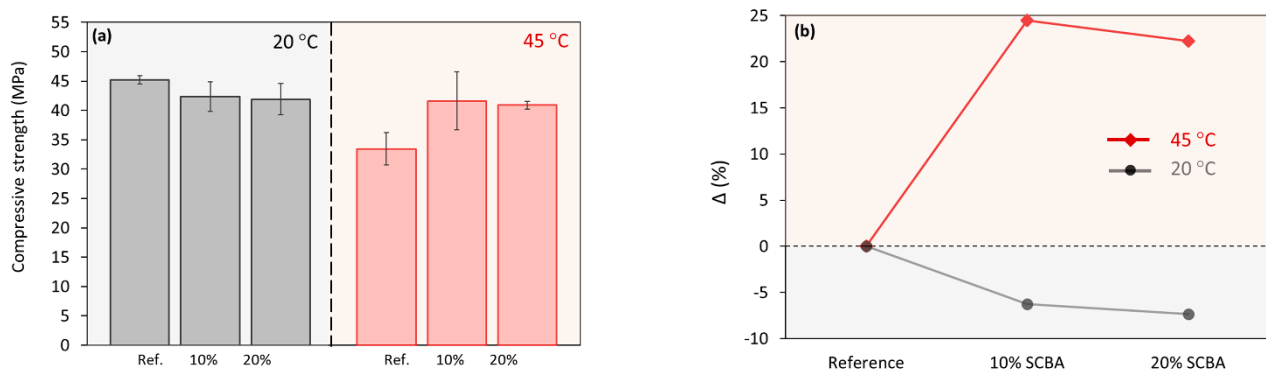 (a)
20 °C
45 °C
Compressive strength (MPa)
55
50
45
40
35
30
25
20
15
10
5
0
Ref. 10% 20%
Ref. 10% 20%
(b)
Δ (%)
25
20
15
10
5
0
-5
-10
45 °C
20 °C
Reference 10% SCBA 20% SCBA